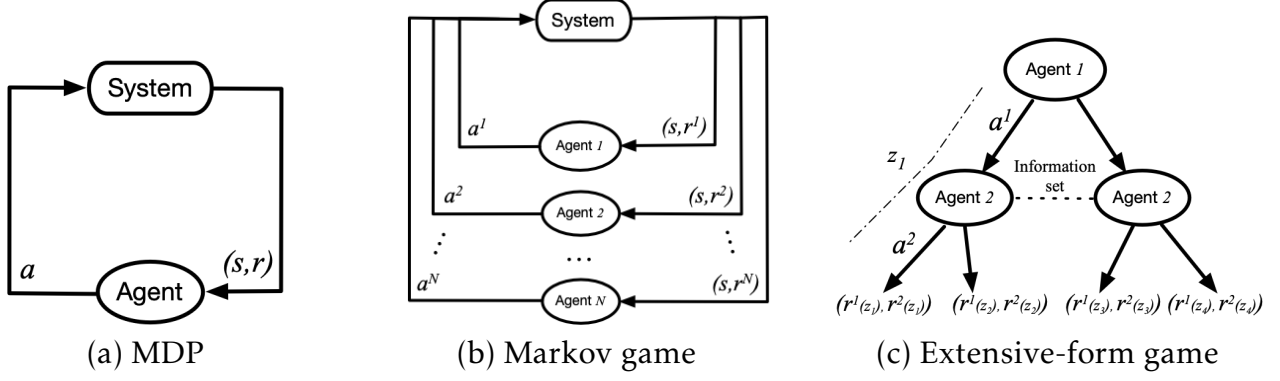 System
a
(s,r)
Agent
(a) MDP
System
a¹
Agent 1
(s,r¹)
a²
Agent 2
(s,r²)
...
...
...
aᴺ
Agent N
(s,rᴺ)
(b) Markov game
Agent 1
a¹
z₁
Information
set
Agent 2
Agent 2
a²
(r¹(z₁), r²(z₁)) (r¹(z₂), r²(z₂)) (r¹(z₃), r²(z₃)) (r¹(z₄), r²(z₄))
(c) Extensive-form game